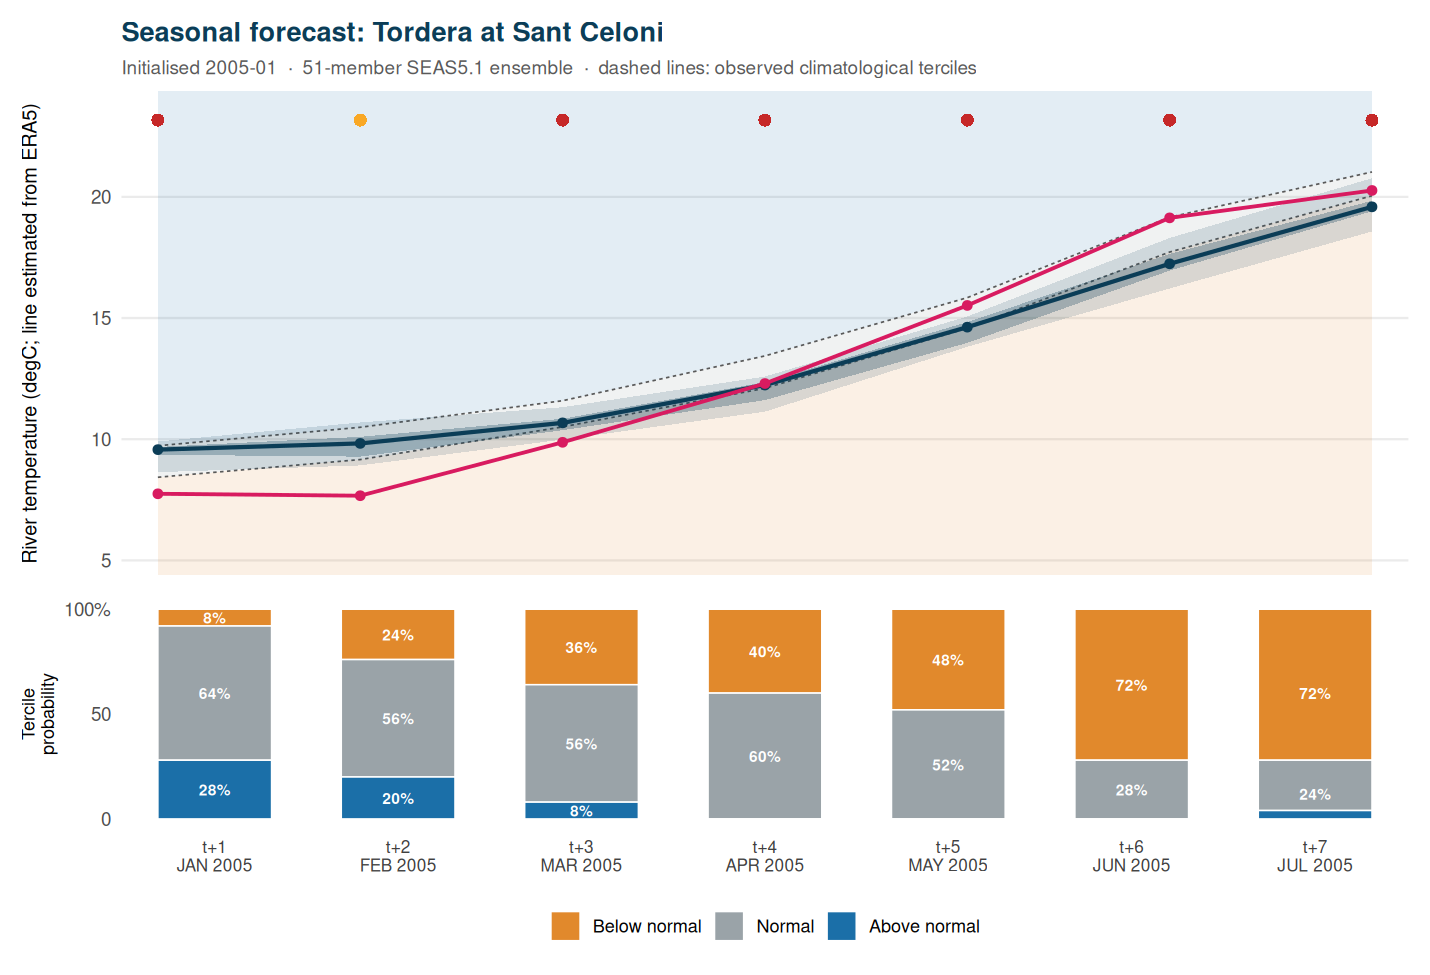 Seasonal forecast: Tordera at Sant Celoni
Initialised 2005-01 · 51-member SEAS5.1 ensemble · dashed lines: observed climatological terciles
River temperature (degC; line estimated from ERA5)
20
15
10
5
Tercile
probability
100%
50
0
8% 24% 36% 40% 48% 72% 72%
64% 56% 56% 60% 52% 28% 24%
28% 20% 8%
t+1 t+2 t+3 t+4 t+5 t+6 t+7
JAN 2005 FEB 2005 MAR 2005 APR 2005 MAY 2005 JUN 2005 JUL 2005
Below normal Normal Above normal